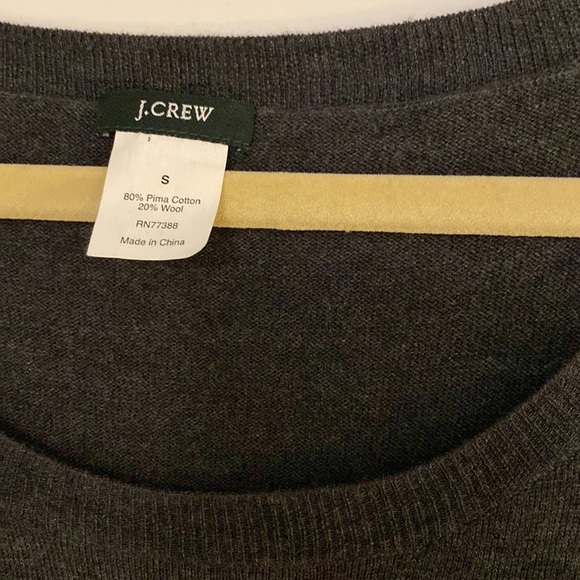 J.CREW
S
80% Pima Cotton
20% Wool
RN77388
Made in China